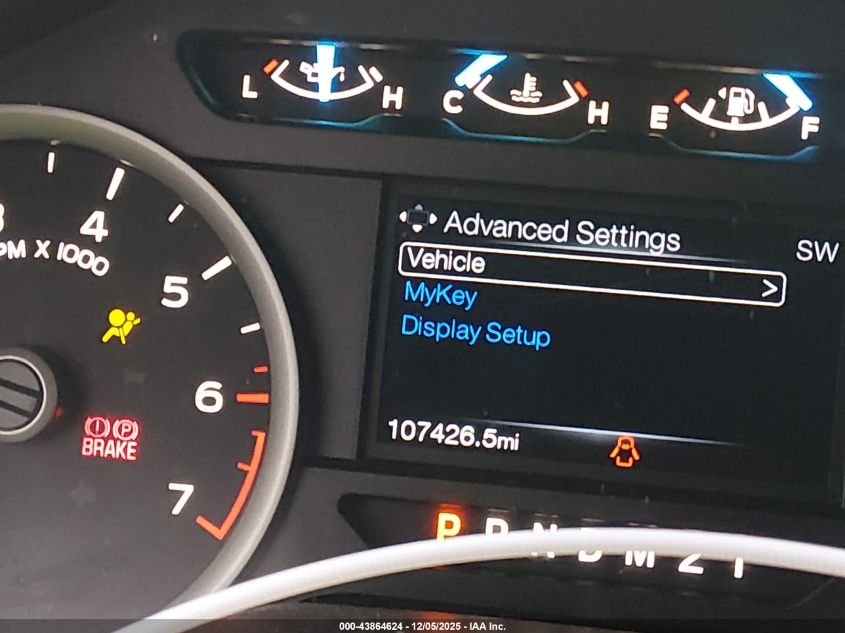 L H C H E F
Advanced Settings
SW
Vehicle >
MyKey
Display Setup
107426.5mi
4
X 1000
5
6
7
BRAKE
P R N D M 2 1
000-43864624 - 12/05/2025 - IAA Inc.